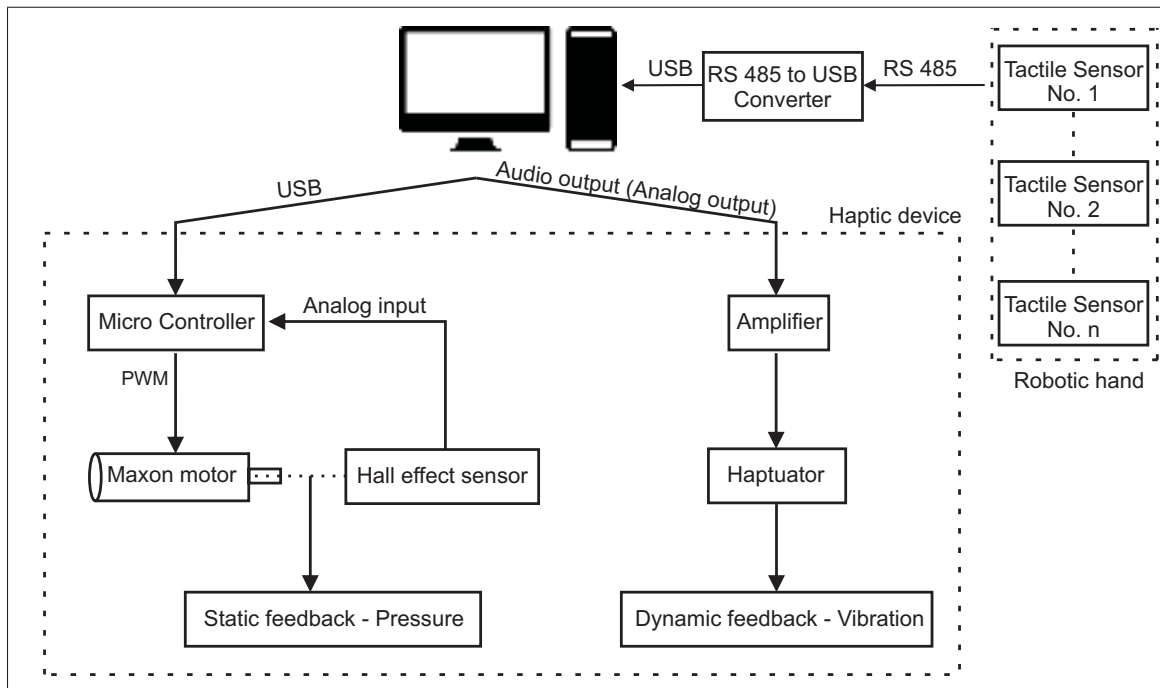 USB
RS 485 to USB
Converter
RS 485
Tactile Sensor
No. 1
Tactile Sensor
No. 2
Tactile Sensor
No. n
Robotic hand
USB
Audio output (Analog output)
Haptic device
Micro Controller
Analog input
Amplifier
PWM
Maxon motor
Hall effect sensor
Haptuator
Static feedback - Pressure
Dynamic feedback - Vibration